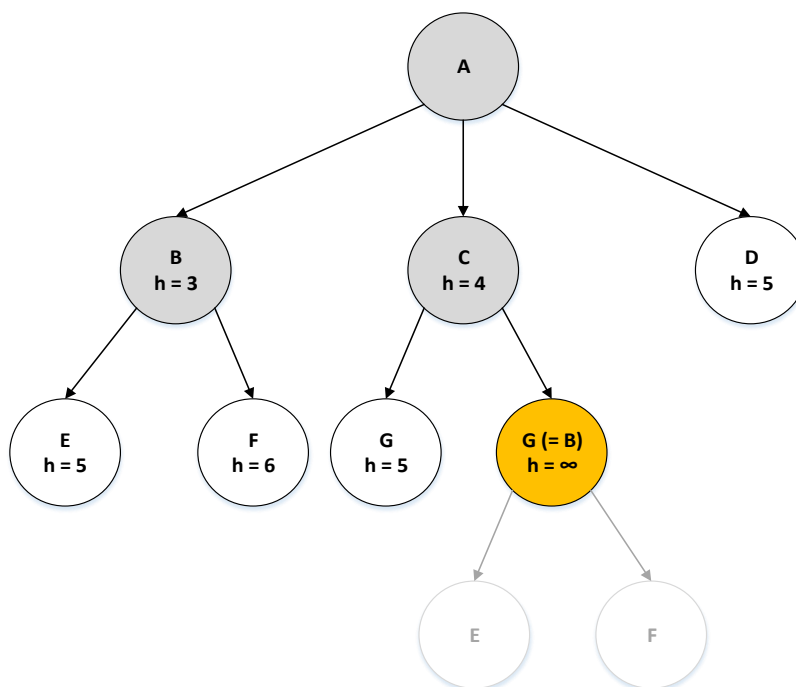 A
B
h = 3
C
h = 4
D
h = 5
E
h = 5
F
h = 6
G
h = 5
G (= B)
h = ∞
E
F